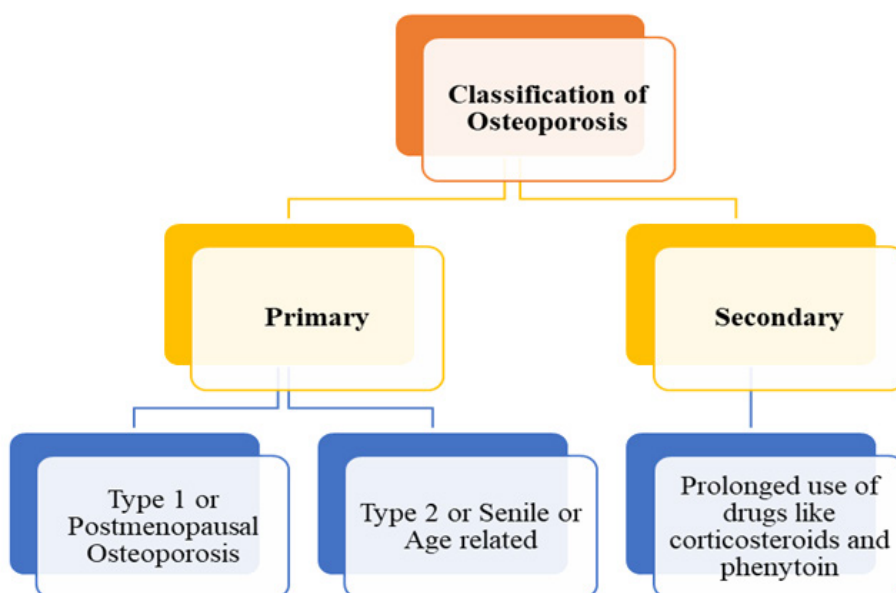 Classification of
Osteoporosis
Primary
Secondary
Type 1 or
Postmenopausal
Osteoporosis
Type 2 or Senile or
Age related
Prolonged use of
drugs like
corticosteroids and
phenytoin